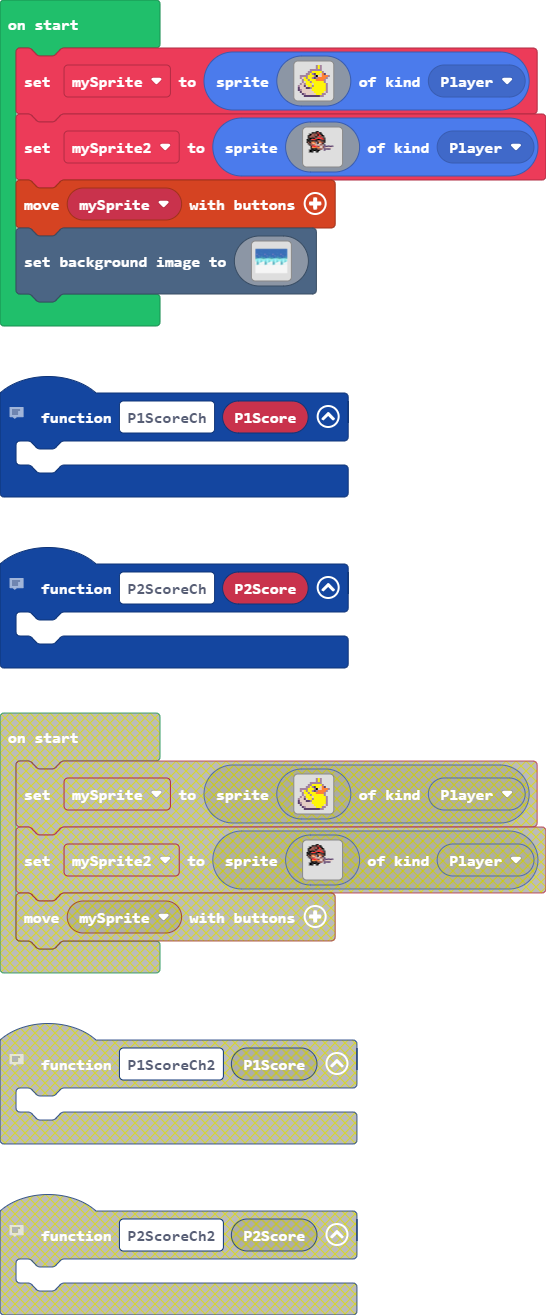 on start
set mySprite to sprite of kind Player
set mySprite2 to sprite of kind Player
move mySprite with buttons
set background image to
function P1ScoreCh P1Score
function P2ScoreCh P2Score
on start
set mySprite to sprite of kind Player
set mySprite2 to sprite of kind Player
move mySprite with buttons
function P1ScoreCh2 P1Score
function P2ScoreCh2 P2Score